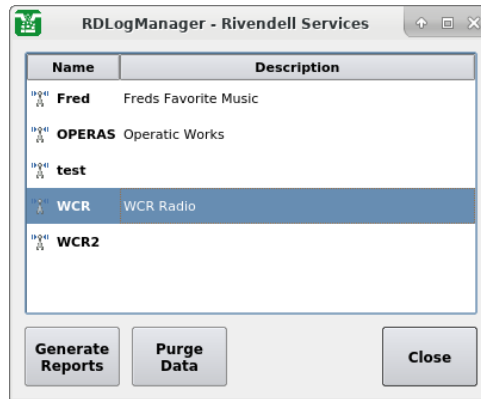 RDLogManager - Rivendell Services
Name Description
Fred Freds Favorite Music
OPERAS Operatic Works
test
WCR WCR Radio
WCR2
Generate Reports Purge Data Close